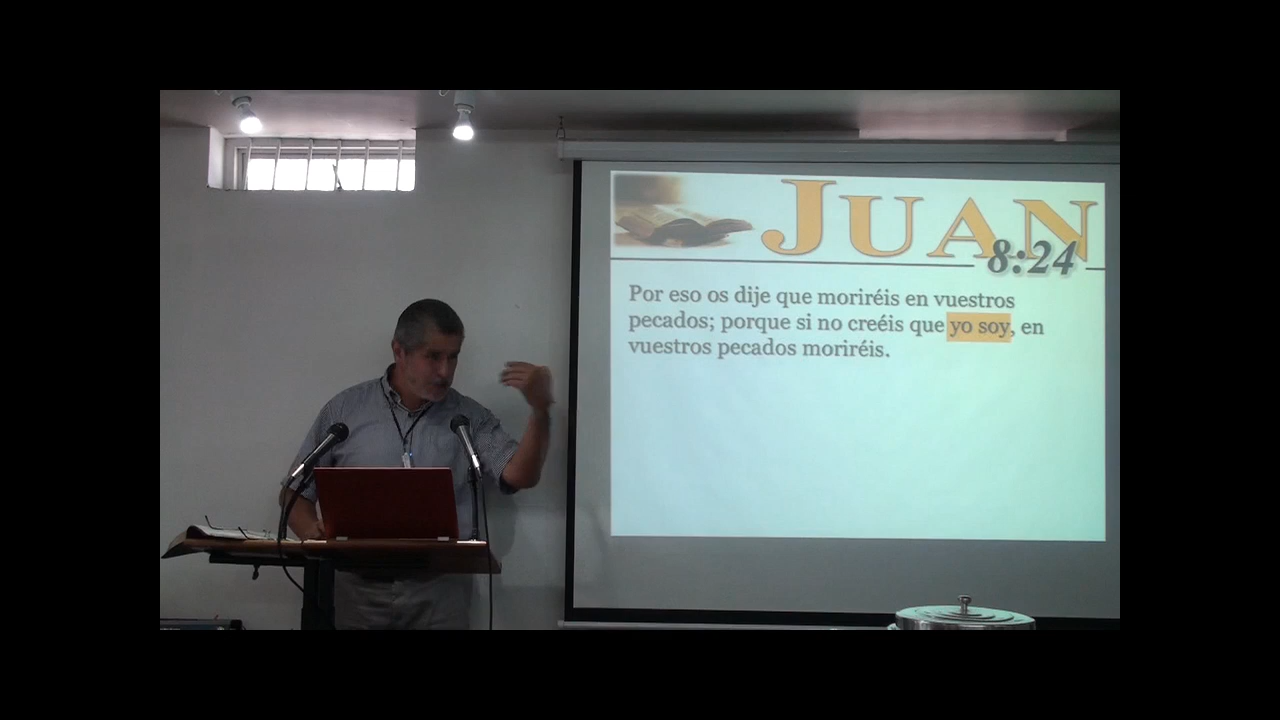 JUAN
8:24
Por eso os dije que moriréis en vuestros
pecados; porque si no creéis que yo soy, en
vuestros pecados moriréis.